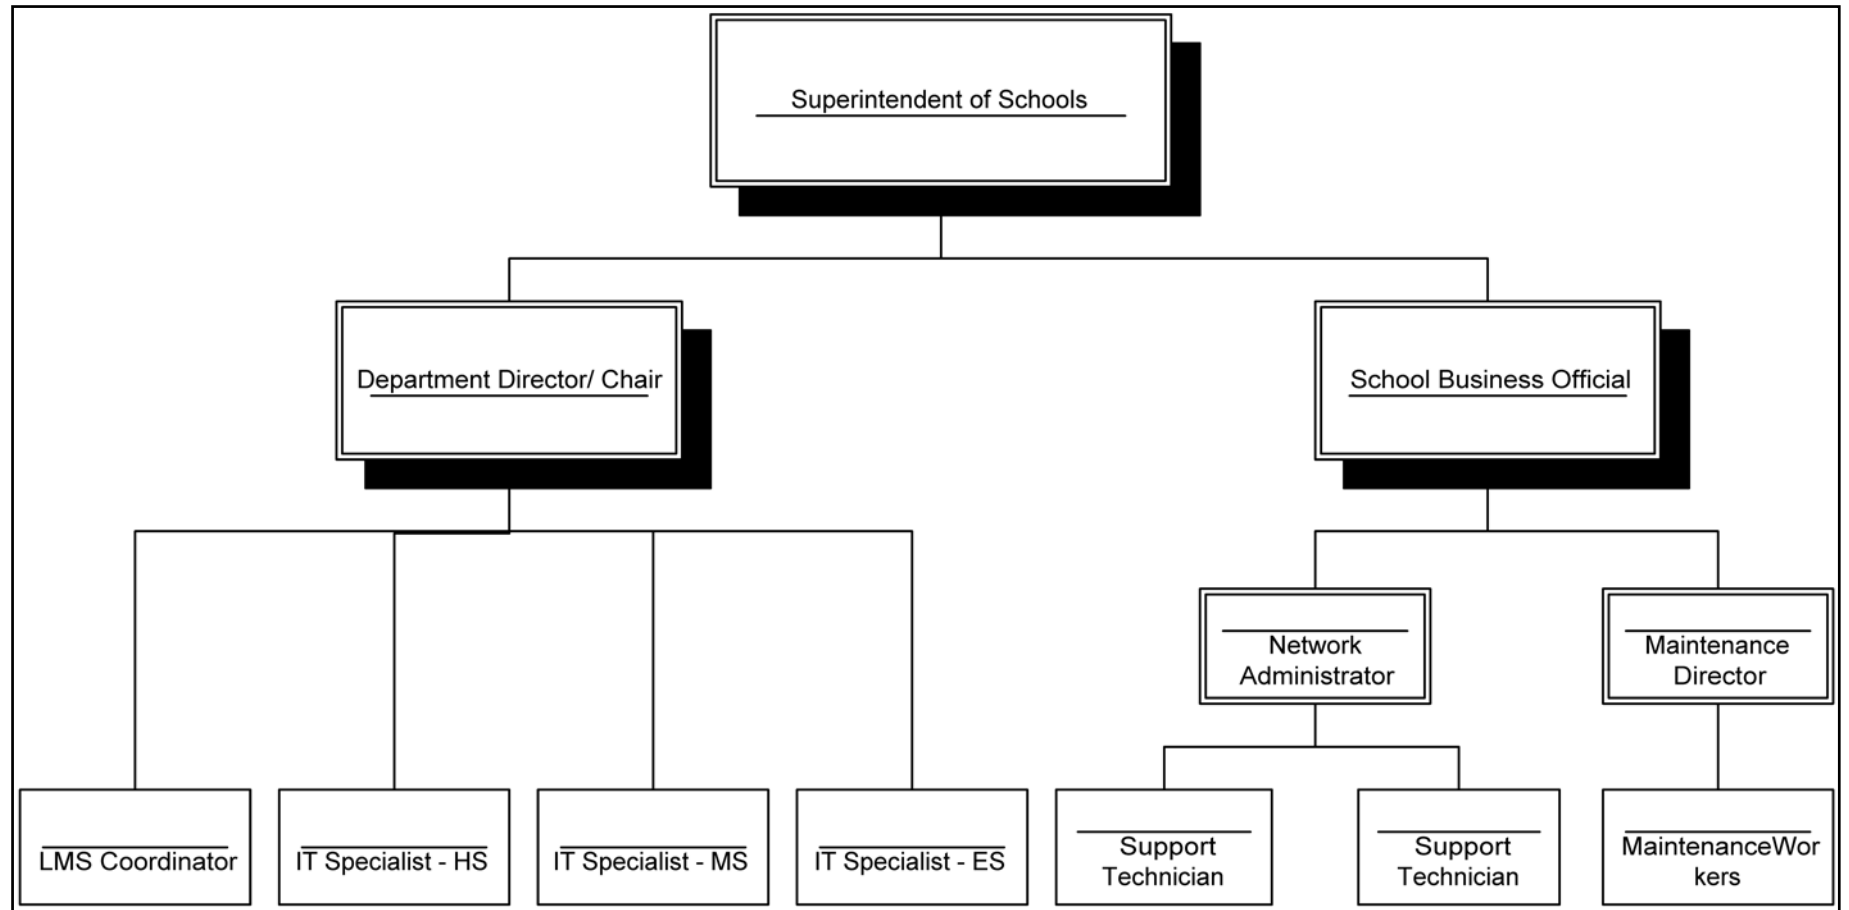 Superintendent of Schools
Department Director/ Chair
School Business Official
Network
Administrator
Maintenance
Director
LMS Coordinator
IT Specialist - HS
IT Specialist - MS
IT Specialist - ES
Support
Technician
Support
Technician
MaintenanceWor
kers